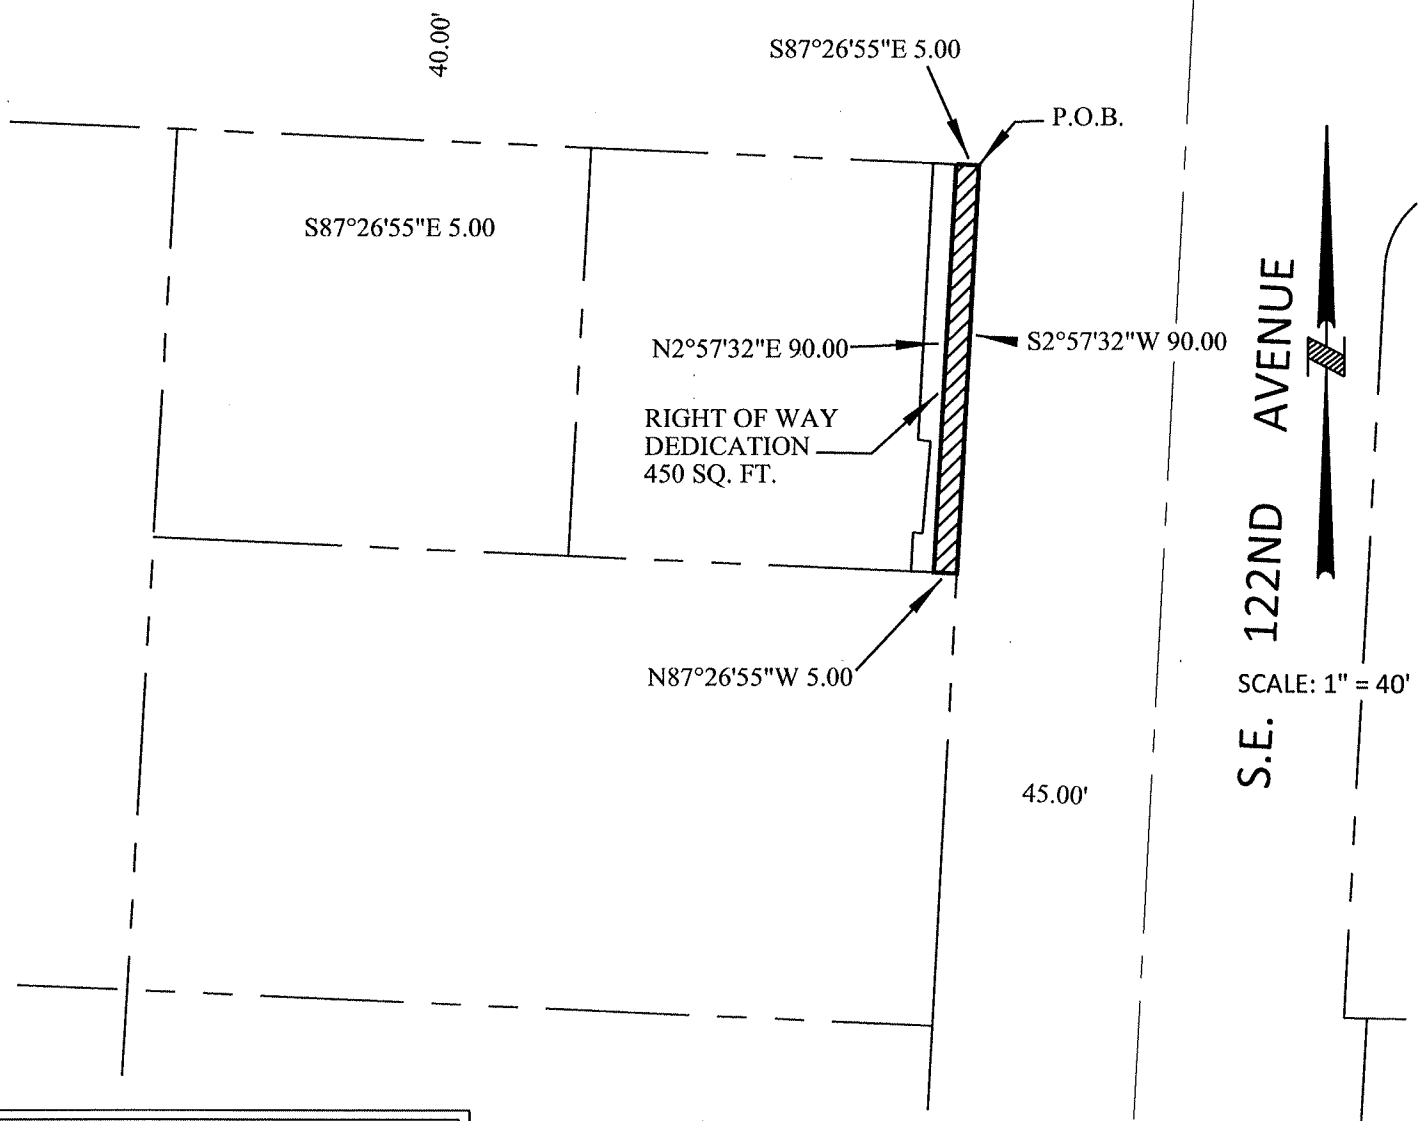 40.00'
S87°26'55"E 5.00
P.O.B.
S87°26'55"E 5.00
N2°57'32"E 90.00
S2°57'32"W 90.00
RIGHT OF WAY
DEDICATION
450 SQ. FT.
S.E. 122ND AVENUE
N87°26'55"W 5.00
SCALE: 1" = 40'
45.00'